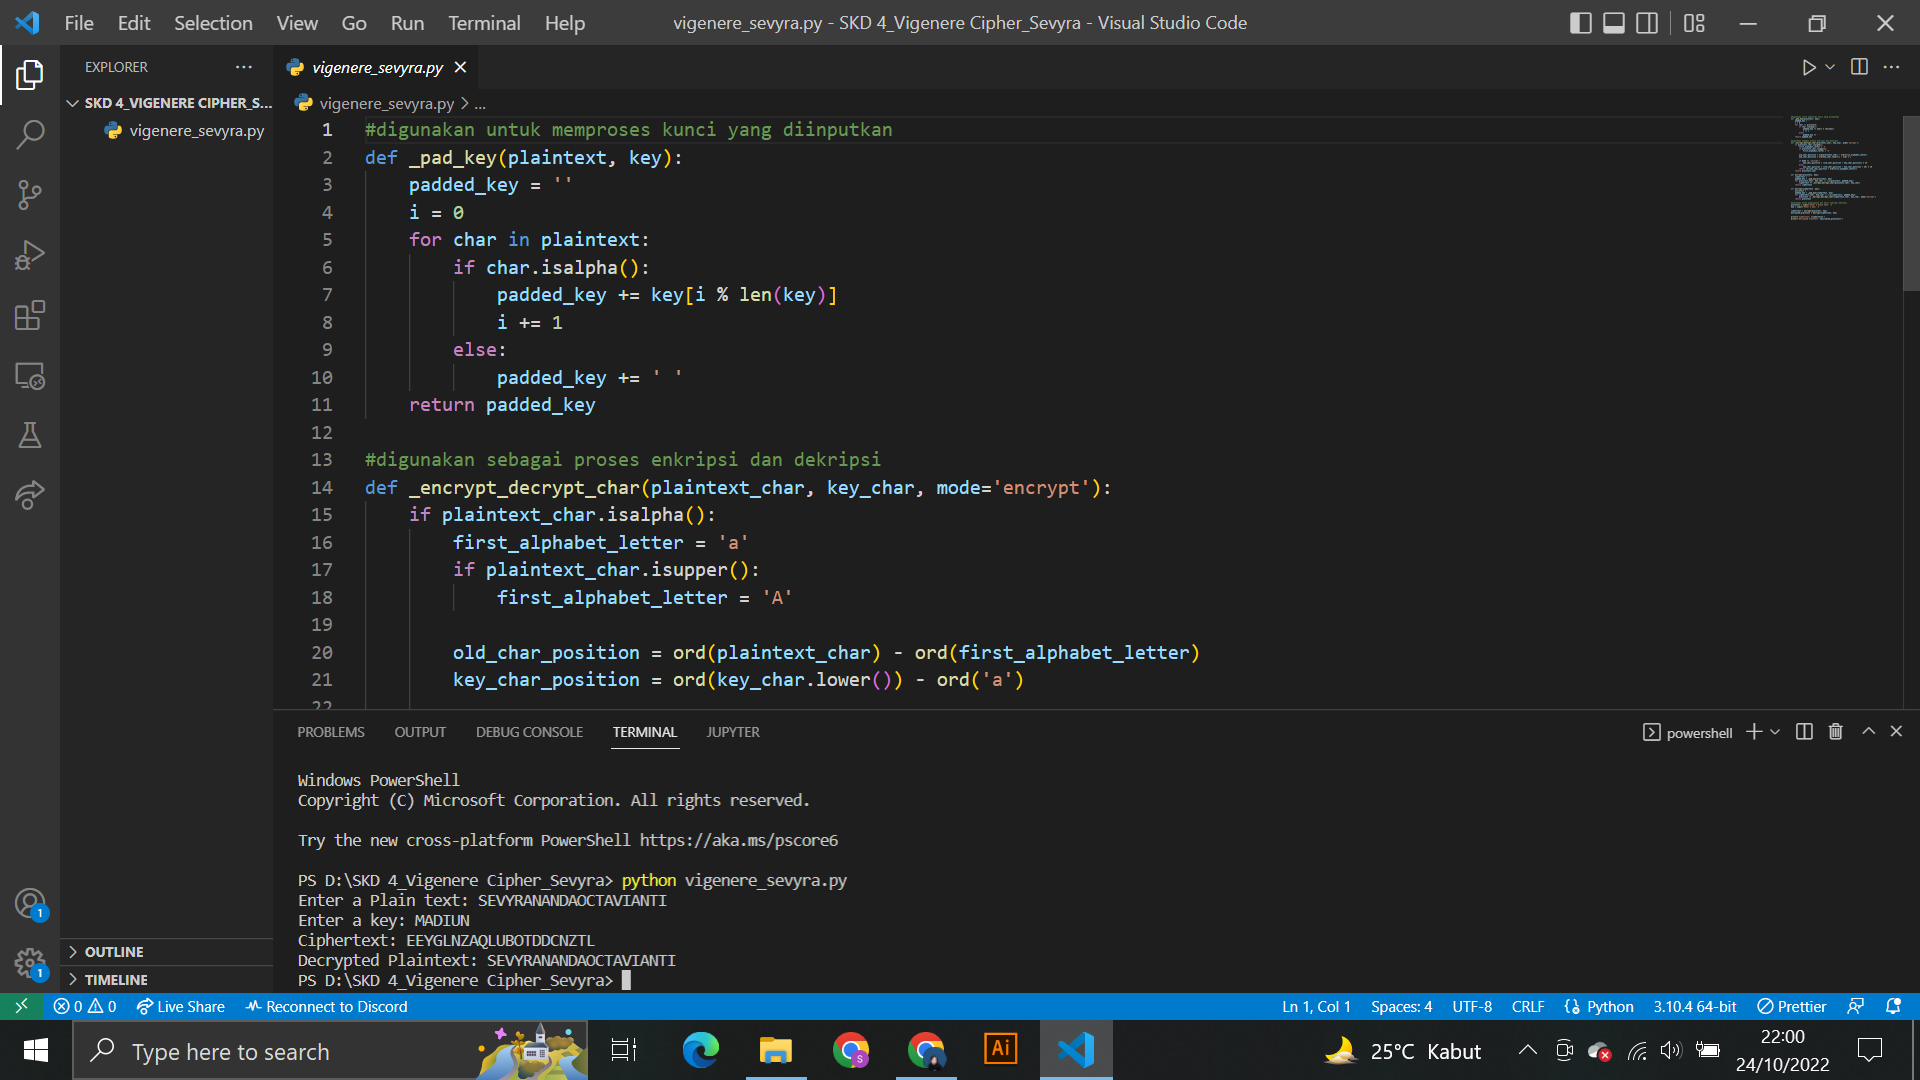 File Edit Selection View Go Run Terminal Help vigenere_sevyra.py - SKD 4_Vigenere Cipher_Sevyra - Visual Studio Code
EXPLORER ...
SKD 4_VIGENERE CIPHER_S...
vigenere_sevyra.py
vigenere_sevyra.py
vigenere_sevyra.py > ...
1 #digunakan untuk memproses kunci yang diinputkan
2 def _pad_key(plaintext, key):
3     padded_key = ''
4     i = 0
5     for char in plaintext:
6         if char.isalpha():
7             padded_key += key[i % len(key)]
8             i += 1
9         else:
10             padded_key += ' '
11     return padded_key
12
13 #digunakan sebagai proses enkripsi dan dekripsi
14 def _encrypt_decrypt_char(plaintext_char, key_char, mode='encrypt'):
15     if plaintext_char.isalpha():
16         first_alphabet_letter = 'a'
17         if plaintext_char.isupper():
18             first_alphabet_letter = 'A'
19
20         old_char_position = ord(plaintext_char) - ord(first_alphabet_letter)
21         key_char_position = ord(key_char.lower()) - ord('a')
22
PROBLEMS OUTPUT DEBUG CONSOLE TERMINAL JUPYTER powershell
Windows PowerShell
Copyright (C) Microsoft Corporation. All rights reserved.
Try the new cross-platform PowerShell https://aka.ms/pscore6
PS D:\SKD 4_Vigenere Cipher_Sevyra> python vigenere_sevyra.py
Enter a Plain text: SEVYRANANDAOCTAVIANTI
Enter a key: MADIUN
Ciphertext: EEYGLNZAQLUBOTDDCNZTL
Decrypted Plaintext: SEVYRANANDAOCTAVIANTI
PS D:\SKD 4_Vigenere Cipher_Sevyra>
OUTLINE
TIMELINE
1
1
0 0 Live Share Reconnect to Discord Ln 1, Col 1 Spaces: 4 UTF-8 CRLF Python 3.10.4 64-bit Prettier
Type here to search
Ai
S
25°C Kabut
22:00
24/10/2022